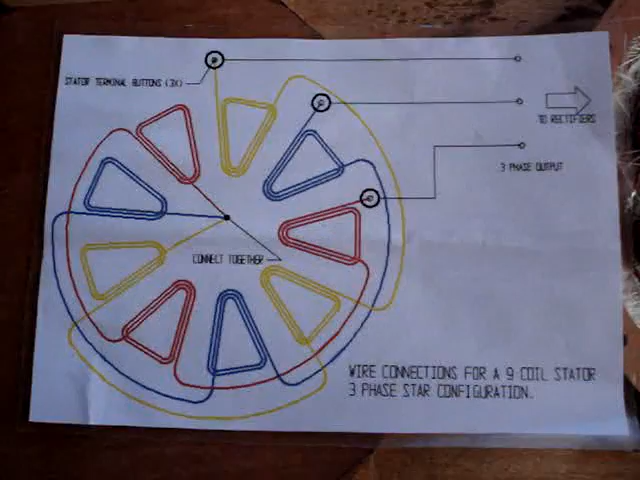 STATOR TERMINAL BUTTONS (3X)
TO RECTIFIERS
3 PHASE OUTPUT
CONNECT TOGETHER
WIRE CONNECTIONS FOR A 9 COIL STATOR
3 PHASE STAR CONFIGURATION.